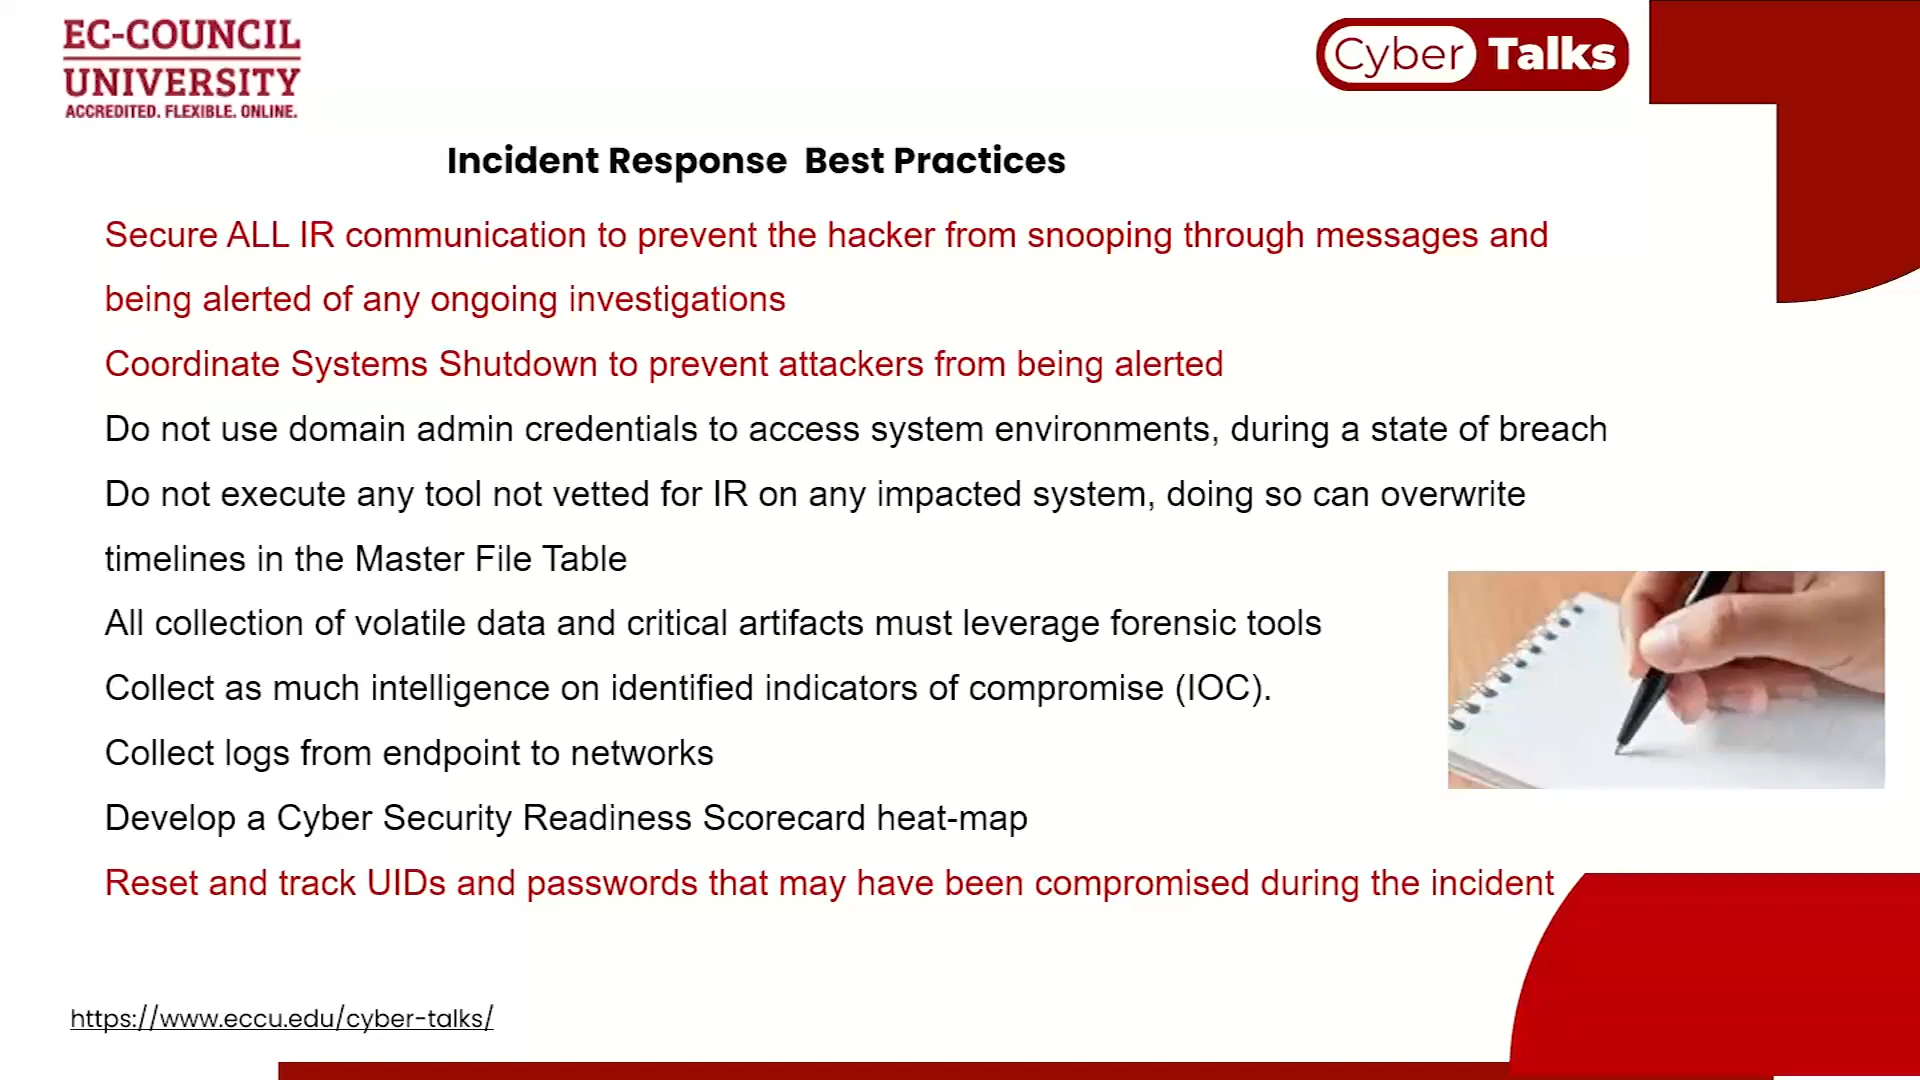 EC-COUNCIL
UNIVERSITY
ACCREDITED. FLEXIBLE. ONLINE.
Cyber Talks
Incident Response  Best Practices
Secure ALL IR communication to prevent the hacker from snooping through messages and
being alerted of any ongoing investigations
Coordinate Systems Shutdown to prevent attackers from being alerted
Do not use domain admin credentials to access system environments, during a state of breach
Do not execute any tool not vetted for IR on any impacted system, doing so can overwrite
timelines in the Master File Table
All collection of volatile data and critical artifacts must leverage forensic tools
Collect as much intelligence on identified indicators of compromise (IOC).
Collect logs from endpoint to networks
Develop a Cyber Security Readiness Scorecard heat-map
Reset and track UIDs and passwords that may have been compromised during the incident
https://www.eccu.edu/cyber-talks/